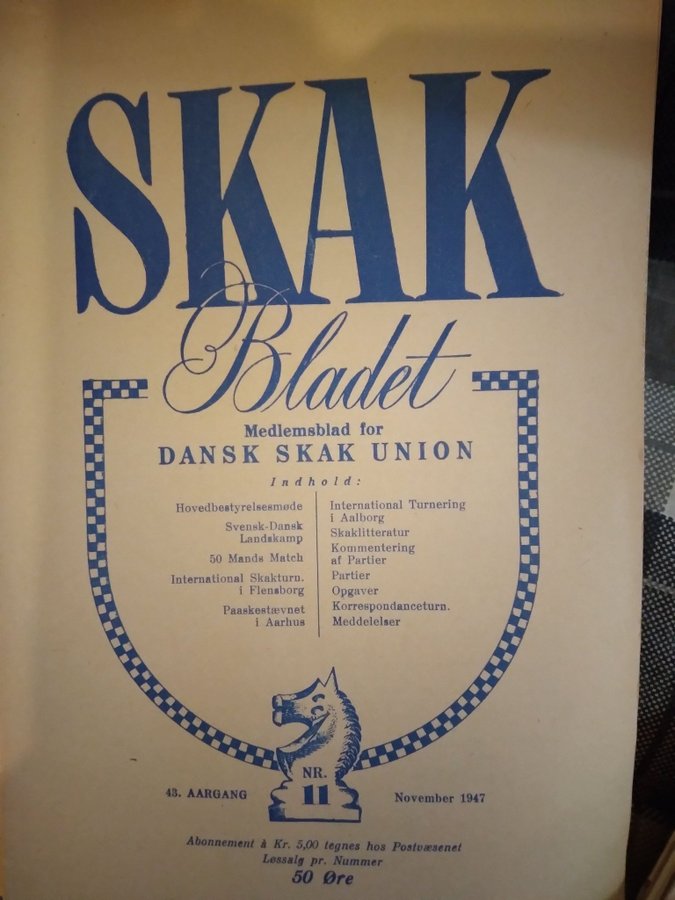 SKAK
Bladet
Medlemsblad for
DANSK SKAK UNION
Indhold:
Hovedbestyrelsesmøde
Svensk-Dansk
Landskamp
50 Mands Match
International Skakturn.
i Flensborg
Paaskestævnet
i Aarhus
International Turnering
i Aalborg
Skaklitteratur
Kommentering
af Partier
Partier
Opgaver
Korrespondanceturn.
Meddelelser
NR.
11
43. AARGANG
November 1947
Abonnement à Kr. 5,00 tegnes hos Postvæsenet
Løssalg pr. Nummer
50 Øre